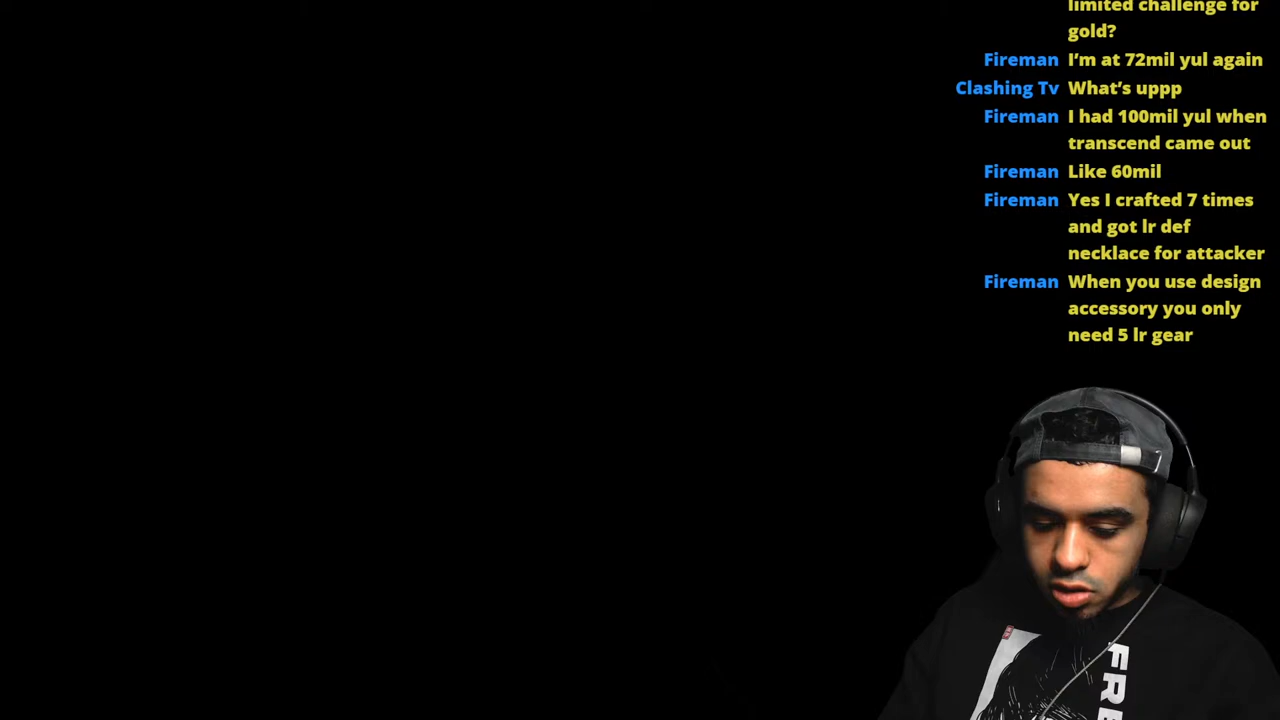 limited challenge for
gold?
Fireman I’m at 72mil yul again
Clashing Tv What’s uppp
Fireman I had 100mil yul when
transcend came out
Fireman Like 60mil
Fireman Yes I crafted 7 times
and got lr def
necklace for attacker
Fireman When you use design
accessory you only
need 5 lr gear
FRE